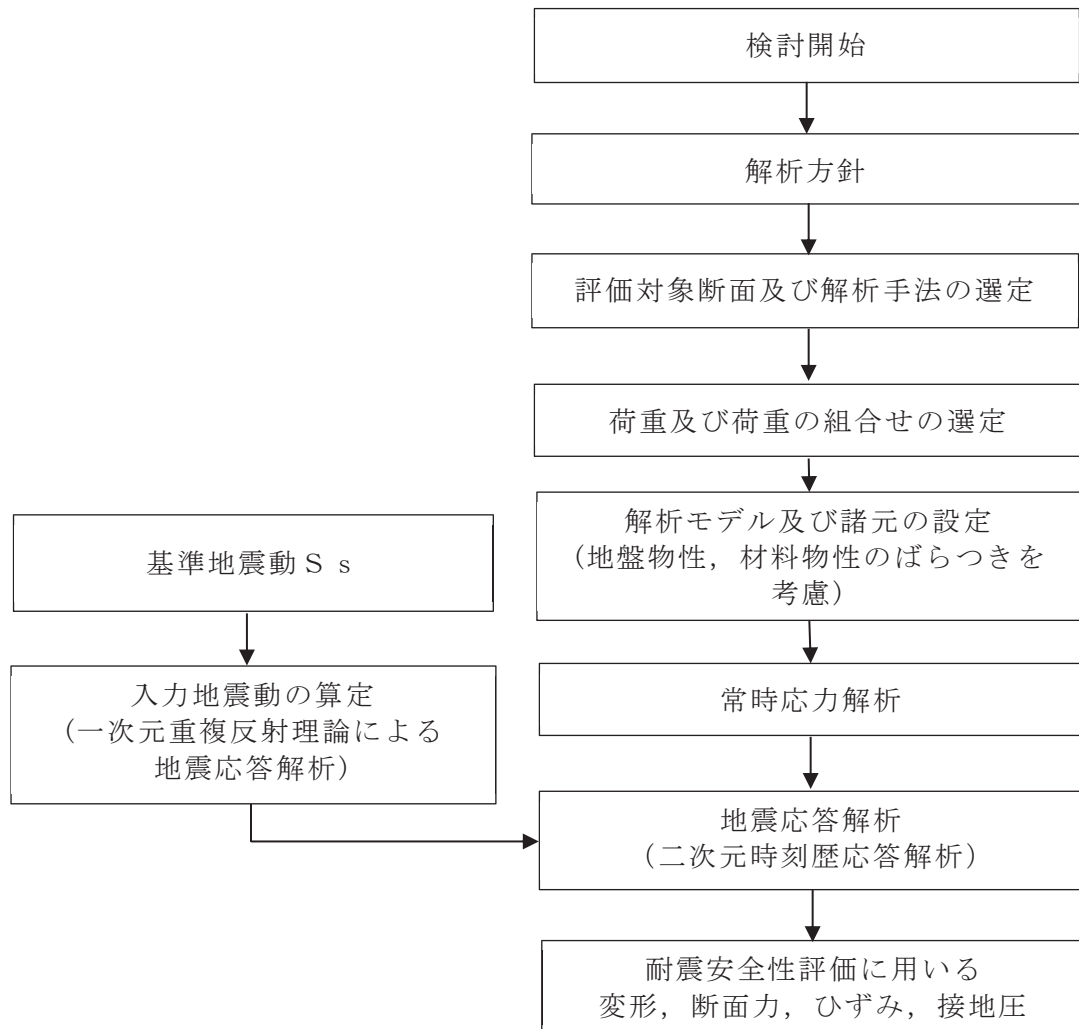 検討開始
解析方針
評価対象断面及び解析手法の選定
荷重及び荷重の組合せの選定
解析モデル及び諸元の設定
(地盤物性，材料物性のばらつきを
考慮)
基準地震動Ｓｓ
入力地震動の算定
(一次元重複反射理論による
地震応答解析)
常時応力解析
地震応答解析
(二次元時刻歴応答解析)
耐震安全性評価に用いる
変形，断面力，ひずみ，接地圧